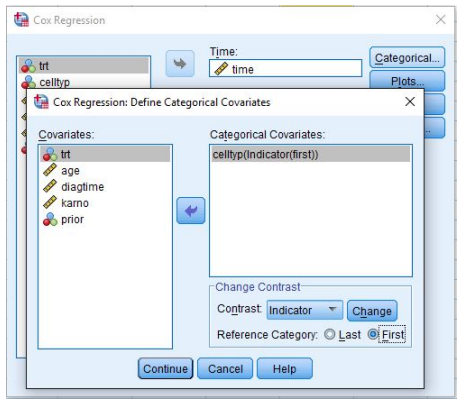 Cox Regression
Time:
trt
time
Categorical...
celltyp
Plots...
Cox Regression: Define Categorical Covariates
Covariates:
Categorical Covariates:
trt
celltyp(Indicator(first))
age
diagtime
karno
prior
Change Contrast
Contrast: Indicator
Change
Reference Category: Last First
Continue Cancel Help